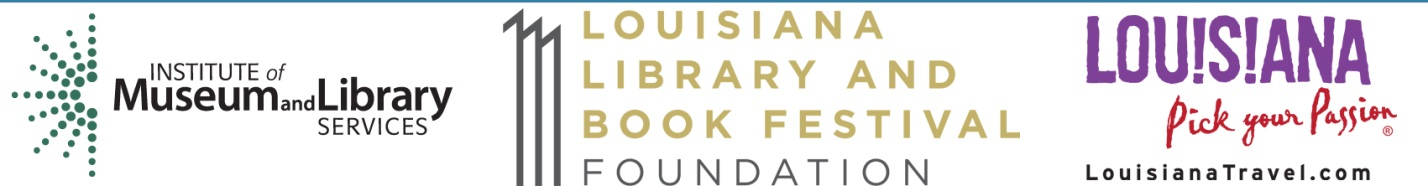 INSTITUTE of
Museum and Library
SERVICES
LOUISIANA
LIBRARY AND
BOOK FESTIVAL
FOUNDATION
LOU!S!ANA
Pick your Passion®
LouisianaTravel.com